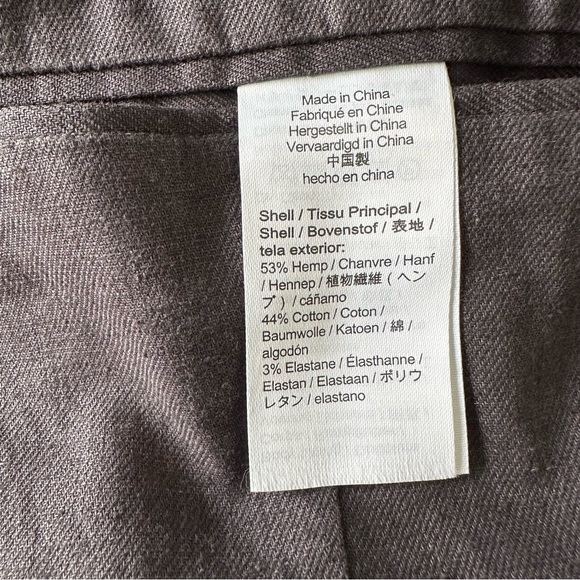 Made in China
Fabriqué en Chine
Hergestellt in China
Vervaardigd in China
中国製
hecho en china
Shell / Tissu Principal /
Shell / Bovenstof / 表地 /
tela exterior:
53% Hemp / Chanvre / Hanf
/ Hennep / 植物繊維 ( ヘン
プ ) / cáñamo
44% Cotton / Coton /
Baumwolle / Katoen / 綿 /
algodón
3% Elastane / Élasthanne /
Elastan / Elastaan / ポリウ
レタン / elastano